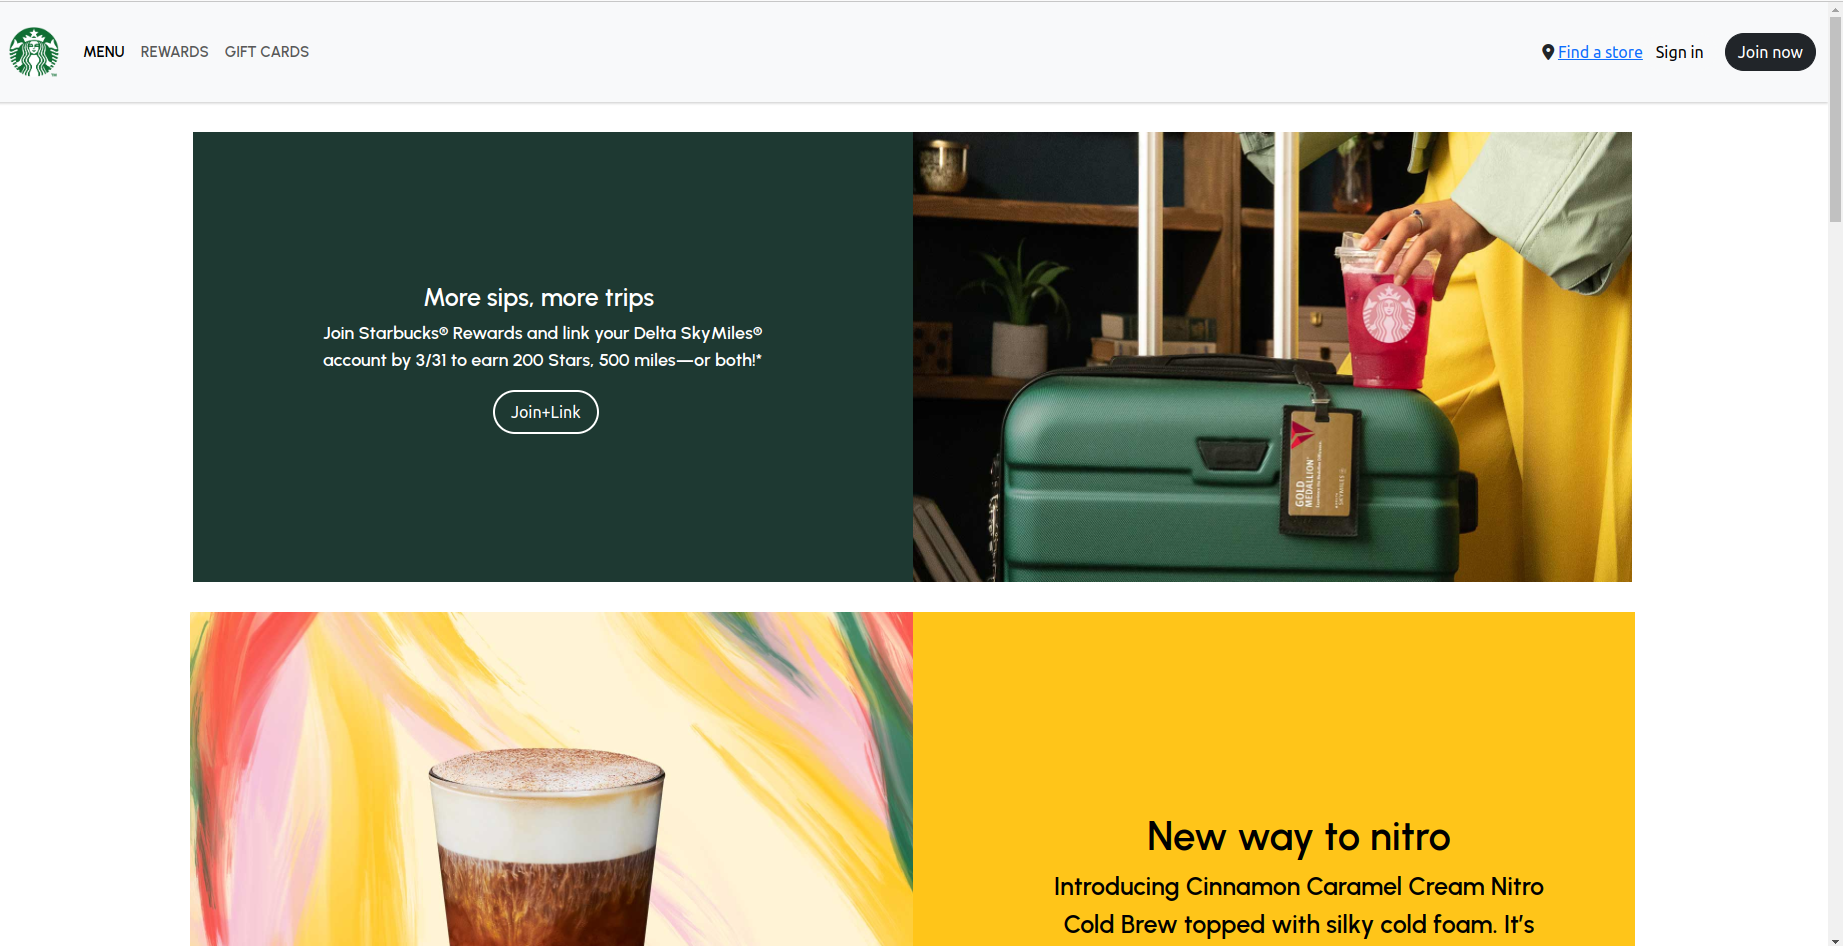 MENU REWARDS GIFT CARDS
Find a store Sign in Join now
More sips, more trips
Join Starbucks® Rewards and link your Delta SkyMiles®
account by 3/31 to earn 200 Stars, 500 miles—or both!*
Join+Link
GOLD
MEDALLION
New way to nitro
Introducing Cinnamon Caramel Cream Nitro
Cold Brew topped with silky cold foam. It’s